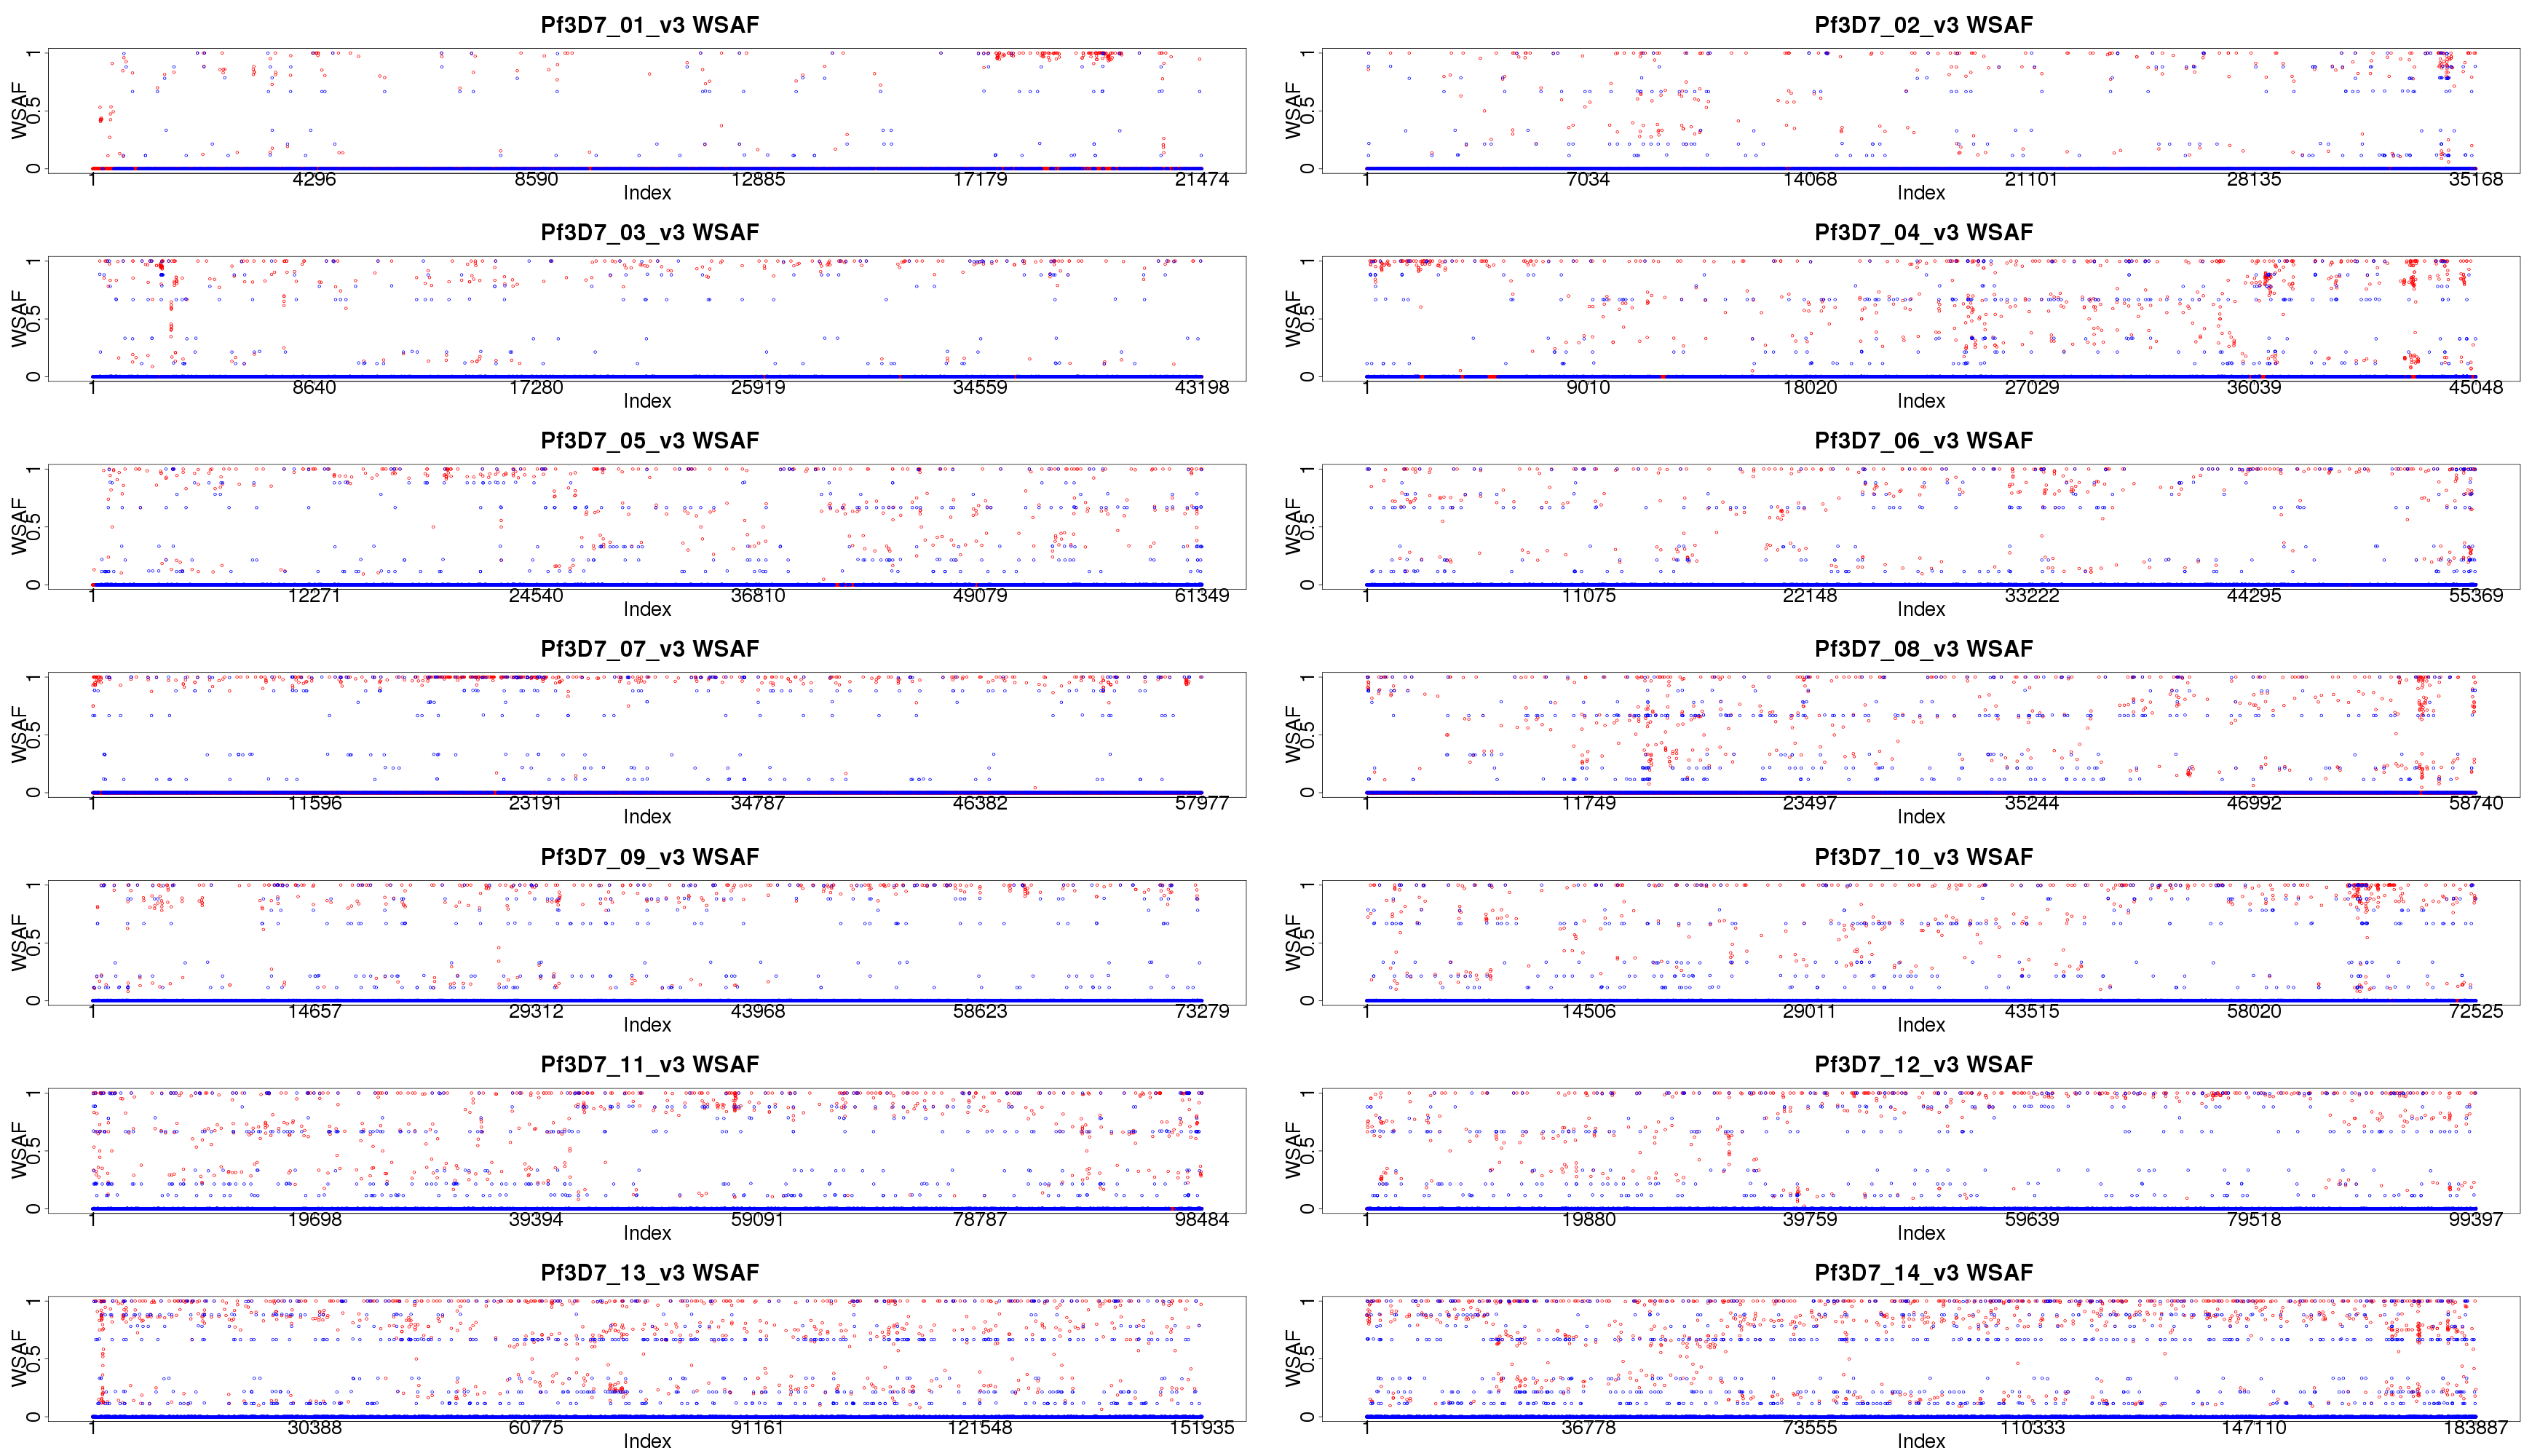 Pf3D7_01_v3 WSAF
WSAF
0 0.5 1
1 4296 8590 12885 17179 21474
Index
Pf3D7_02_v3 WSAF
WSAF
0 0.5 1
1 7034 14068 21101 28135 35168
Index
Pf3D7_03_v3 WSAF
WSAF
0 0.5 1
1 8640 17280 25919 34559 43198
Index
Pf3D7_04_v3 WSAF
WSAF
0 0.5 1
1 9010 18020 27029 36039 45048
Index
Pf3D7_05_v3 WSAF
WSAF
0 0.5 1
1 12271 24540 36810 49079 61349
Index
Pf3D7_06_v3 WSAF
WSAF
0 0.5 1
1 11075 22148 33222 44295 55369
Index
Pf3D7_07_v3 WSAF
WSAF
0 0.5 1
1 11596 23191 34787 46382 57977
Index
Pf3D7_08_v3 WSAF
WSAF
0 0.5 1
1 11749 23497 35244 46992 58740
Index
Pf3D7_09_v3 WSAF
WSAF
0 0.5 1
1 14657 29312 43968 58623 73279
Index
Pf3D7_10_v3 WSAF
WSAF
0 0.5 1
1 14506 29011 43515 58020 72525
Index
Pf3D7_11_v3 WSAF
WSAF
0 0.5 1
1 19698 39394 59091 78787 98484
Index
Pf3D7_12_v3 WSAF
WSAF
0 0.5 1
1 19880 39759 59639 79518 99397
Index
Pf3D7_13_v3 WSAF
WSAF
0 0.5 1
1 30388 60775 91161 121548 151935
Index
Pf3D7_14_v3 WSAF
WSAF
0 0.5 1
1 36778 73555 110333 147110 183887
Index